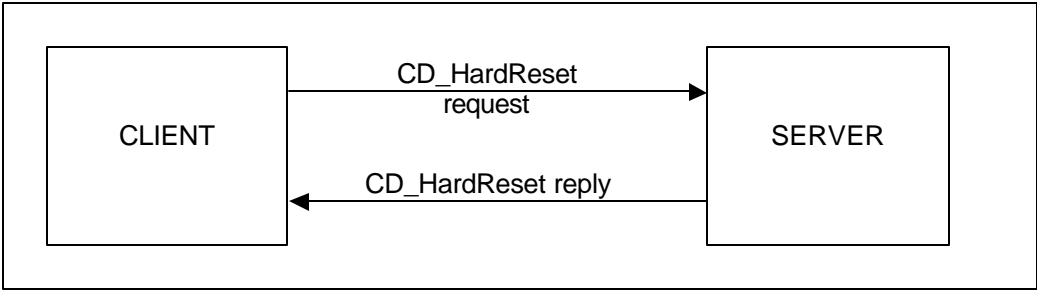 CD_HardReset
request
CLIENT
SERVER
CD_HardReset reply